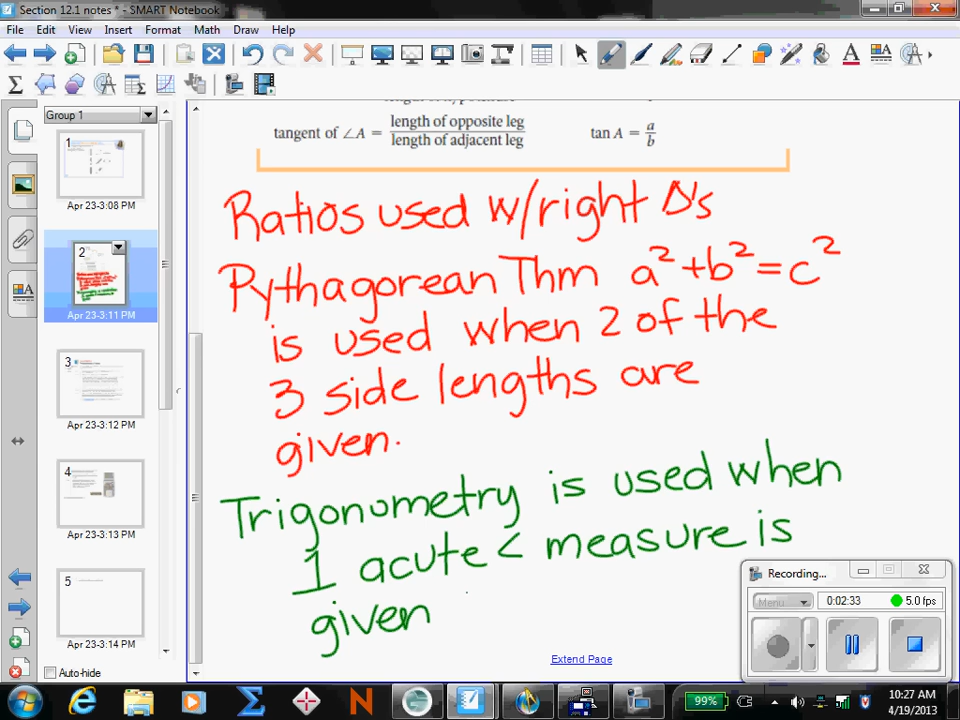 Section 12.1 notes * - SMART Notebook
File Edit View Insert Format Math Draw Help
Group 1
1
Apr 23-3:08 PM
2
Apr 23-3:11 PM
3
Apr 23-3:12 PM
4
Apr 23-3:13 PM
5
Apr 23-3:14 PM
Auto-hide
tangent of ∠A = length of opposite leg / length of adjacent leg tan A = a/b
Ratios used w/right Δ's
Pythagorean Thm a² + b² = c²
is used when 2 of the
3 side lengths are
given.
Trigonometry is used when
1 acute < measure is
given
Extend Page
Recording...
Menu 0:02:33 5.0 fps
99% 10:27 AM
4/19/2013